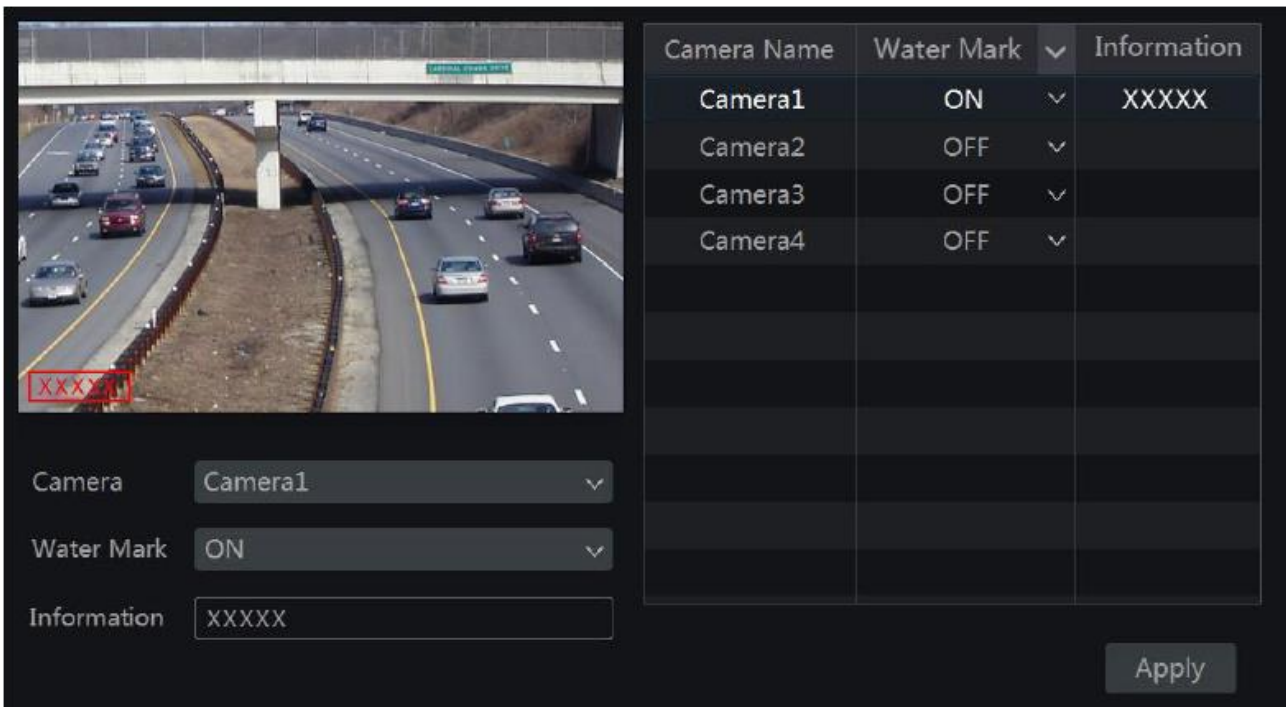 Camera Name Water Mark Information
Camera1 ON XXXXX
Camera2 OFF
Camera3 OFF
Camera4 OFF
XXXXX
Camera Camera1
Water Mark ON
Information XXXXX
Apply